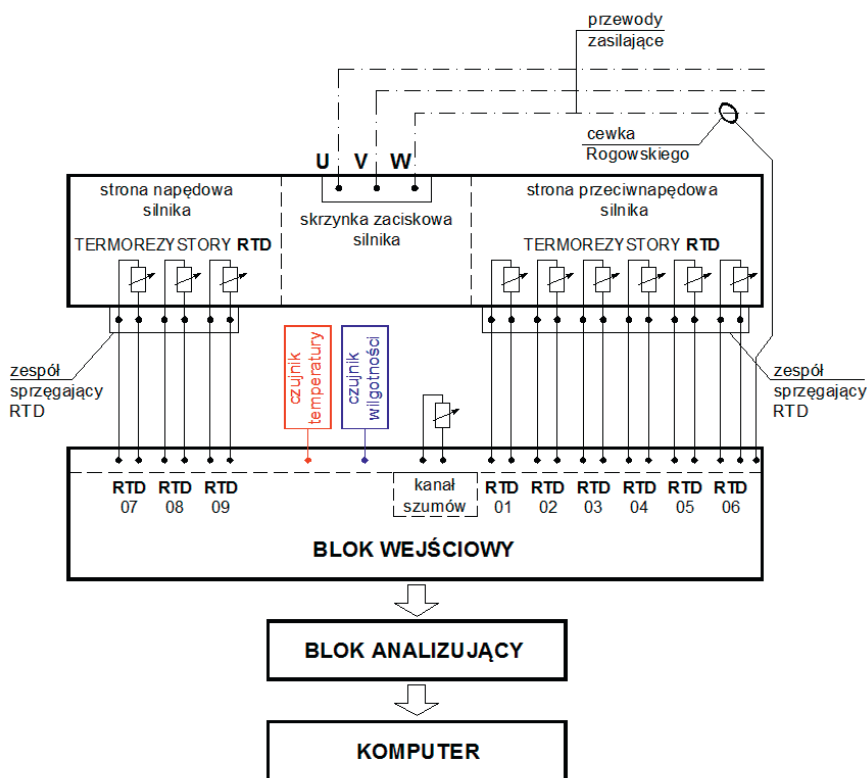 przewody
zasilające
cewka
Rogowskiego
U V W
strona napędowa
silnika
skrzynka zaciskowa
silnika
strona przeciwnapędowa
silnika
TERMOREZYSTORY RTD
TERMOREZYSTORY RTD
zespół
sprzęgający
RTD
czujnik
temperatury
czujnik
wilgotności
zespół
sprzęgający
RTD
RTD
07
RTD
08
RTD
09
kanał
szumów
RTD
01
RTD
02
RTD
03
RTD
04
RTD
05
RTD
06
BLOK WEJŚCIOWY
BLOK ANALIZUJĄCY
KOMPUTER